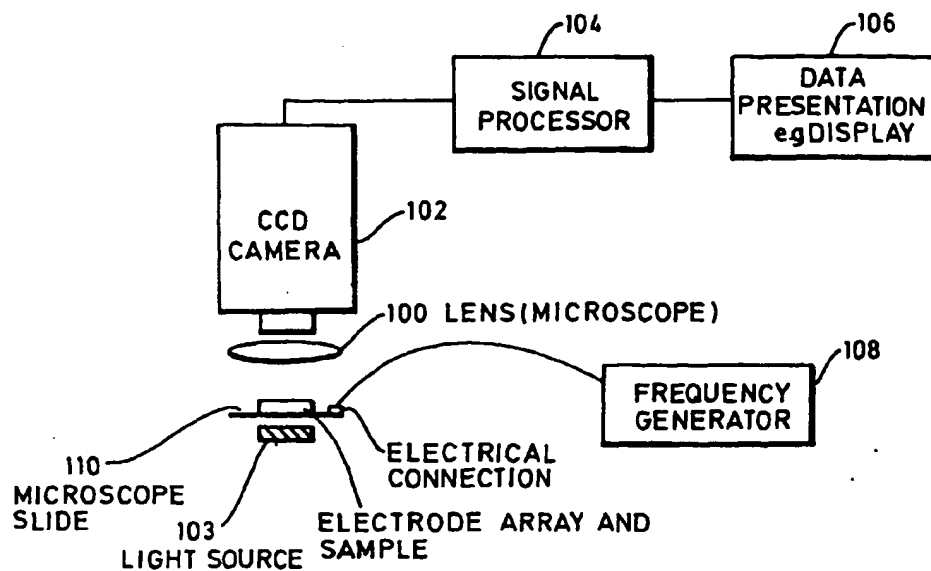 104
SIGNAL
PROCESSOR
106
DATA
PRESENTATION
e.g DISPLAY
CCD
CAMERA
102
100 LENS(MICROSCOPE)
108
FREQUENCY
GENERATOR
110
MICROSCOPE
SLIDE
103
LIGHT SOURCE
ELECTRICAL
CONNECTION
ELECTRODE ARRAY AND
SAMPLE